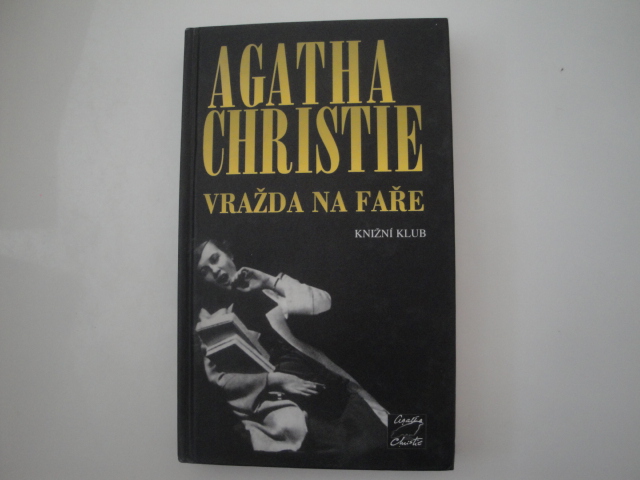 AGATHA
CHRISTIE
VRAŽDA NA FAŘE
KNIŽNÍ KLUB
Agatha
Christie